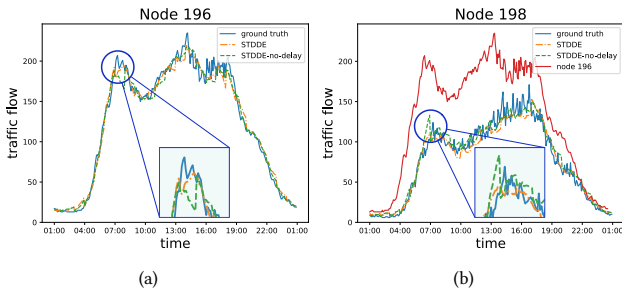 Node 196
ground truth
STDDE
STDDE-no-delay
traffic flow
200
150
100
50
0
01:00 04:00 07:00 10:00 13:00 16:00 19:00 22:00 01:00
time
(a)
Node 198
ground truth
STDDE
STDDE-no-delay
node 196
traffic flow
200
150
100
50
0
01:00 04:00 07:00 10:00 13:00 16:00 19:00 22:00 01:00
time
(b)